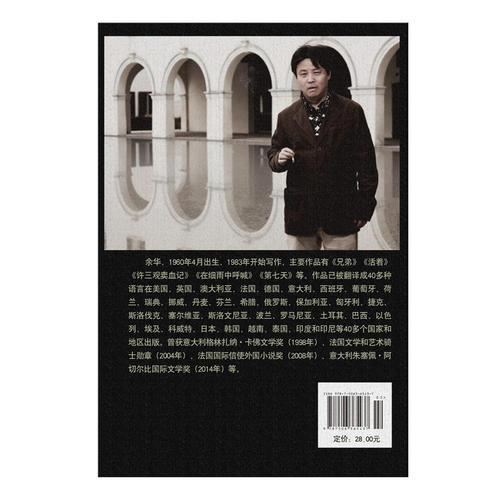 余华，1960年4月出生，1983年开始写作，主要作品有《兄弟》《活着》
《许三观卖血记》《在细雨中呼喊》《第七天》等。作品已被翻译成40多种
语言在美国、英国、澳大利亚、法国、德国、意大利、西班牙、葡萄牙、荷
兰、瑞典、挪威、丹麦、芬兰、希腊、俄罗斯、保加利亚、匈牙利、捷克、
斯洛伐克、塞尔维亚、斯洛文尼亚、波兰、罗马尼亚、土耳其、巴西、以色
列、埃及、科威特、日本、韩国、越南、泰国、印度和印尼等40多个国家和
地区出版。曾获意大利格林扎纳·卡佛文学奖（1998年）、法国文学和艺术骑
士勋章（2004年）、法国国际信使外国小说奖（2008年）、意大利朱塞佩·阿
切尔比国际文学奖（2014年）等。
定价：28.00元